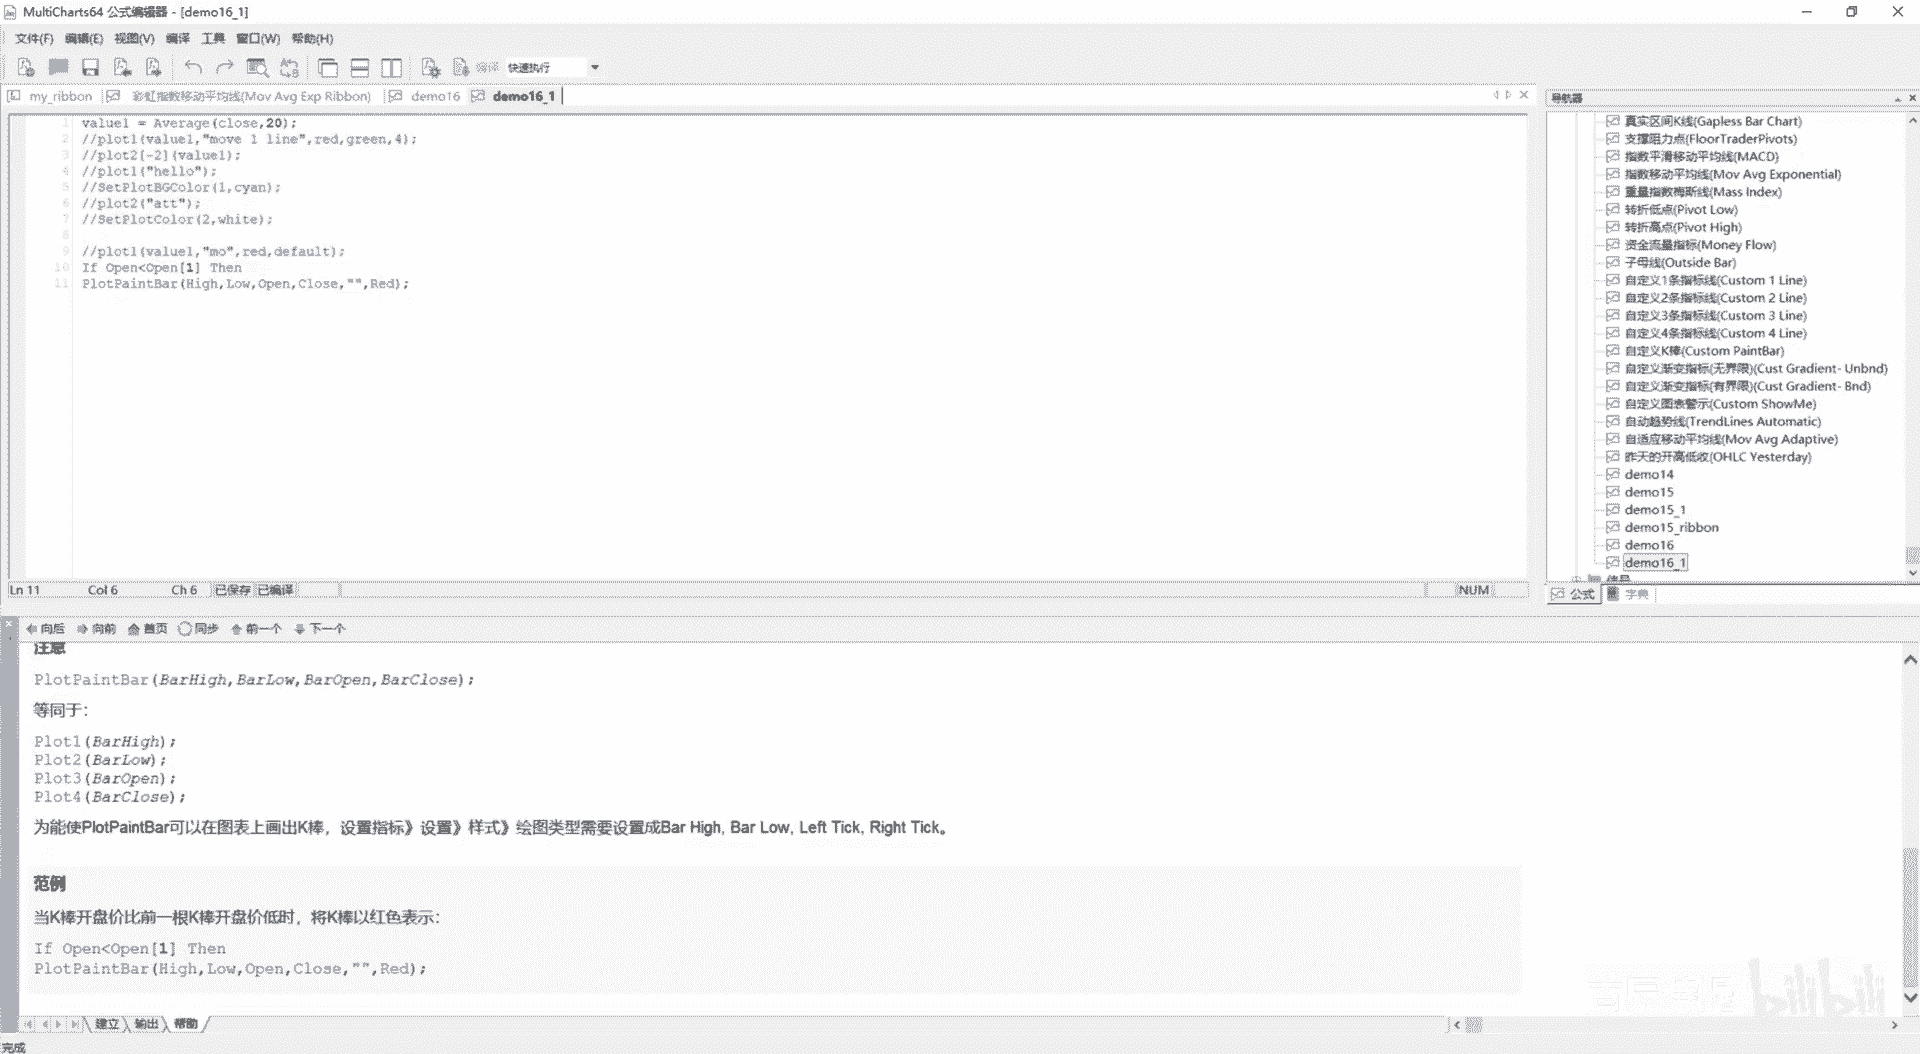 MultiCharts64 公式编辑器 - [demo16_1]
文件(F) 编辑(E) 视图(V) 编译 工具 窗口(W) 帮助(H)
编译 快速执行
my_ribbon 彩虹指数移动平均线(Mov Avg Exp Ribbon) demo16 demo16_1
1 value1 = Average(close,20);
2 //plot1(value1,"move 1 line",red,green,4);
3 //plot2[-2](value1);
4 //plot1("hello");
5 //SetPlotBGColor(1,cyan);
6 //plot2("att");
7 //SetPlotColor(2,white);
8
9 //plot1(value1,"mo",red,default);
10 If Open<Open[1] Then
11 PlotPaintBar(High,Low,Open,Close,"",Red);
Ln 11 Col 6 Ch 6 已保存 已编译 NUM
导航器
真实区间K线(Gapless Bar Chart)
支撑阻力点(FloorTraderPivots)
指数平滑移动平均线(MACD)
指数移动平均线(Mov Avg Exponential)
重量指数梅斯线(Mass Index)
转折低点(Pivot Low)
转折高点(Pivot High)
资金流量指标(Money Flow)
子母线(Outside Bar)
自定义1条指标线(Custom 1 Line)
自定义2条指标线(Custom 2 Line)
自定义3条指标线(Custom 3 Line)
自定义4条指标线(Custom 4 Line)
自定义K棒(Custom PaintBar)
自定义渐变指标(无界限)(Cust Gradient- Unbnd)
自定义渐变指标(有界限)(Cust Gradient- Bnd)
自定义图表警示(Custom ShowMe)
自动趋势线(TrendLines Automatic)
自适应移动平均线(Mov Avg Adaptive)
昨天的开高低收(OHLC Yesterday)
demo14
demo15
demo15_1
demo15_ribbon
demo16
demo16_1
信号
公式 字典
向后 向前 首页 同步 前一个 下一个
注意
PlotPaintBar(BarHigh,BarLow,BarOpen,BarClose);
等同于:
Plot1(BarHigh);
Plot2(BarLow);
Plot3(BarOpen);
Plot4(BarClose);
为能使PlotPaintBar可以在图表上画出K棒，设置指标》设置》样式》绘图类型需要设置成Bar High, Bar Low, Left Tick, Right Tick。
范例
当K棒开盘价比前一根K棒开盘价低时，将K棒以红色表示:
If Open<Open[1] Then
PlotPaintBar(High,Low,Open,Close,"",Red);
bilibili
建立 输出 帮助
完成